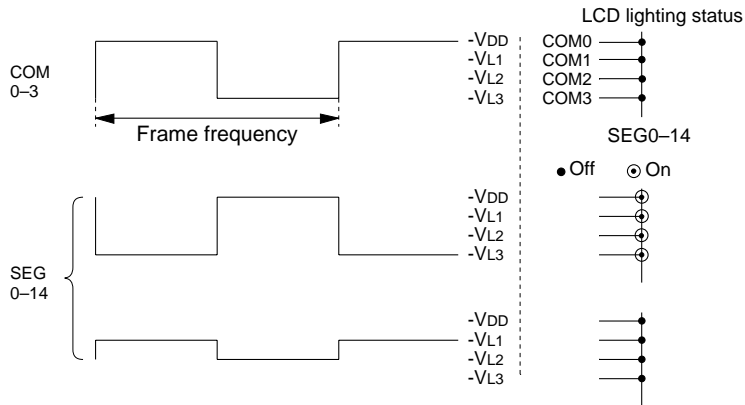 LCD lighting status
-VDD
-VL1
-VL2
-VL3
COM0
COM1
COM2
COM3
COM
0–3
Frame frequency
SEG0–14
Off
On
-VDD
-VL1
-VL2
-VL3
SEG
0–14
-VDD
-VL1
-VL2
-VL3